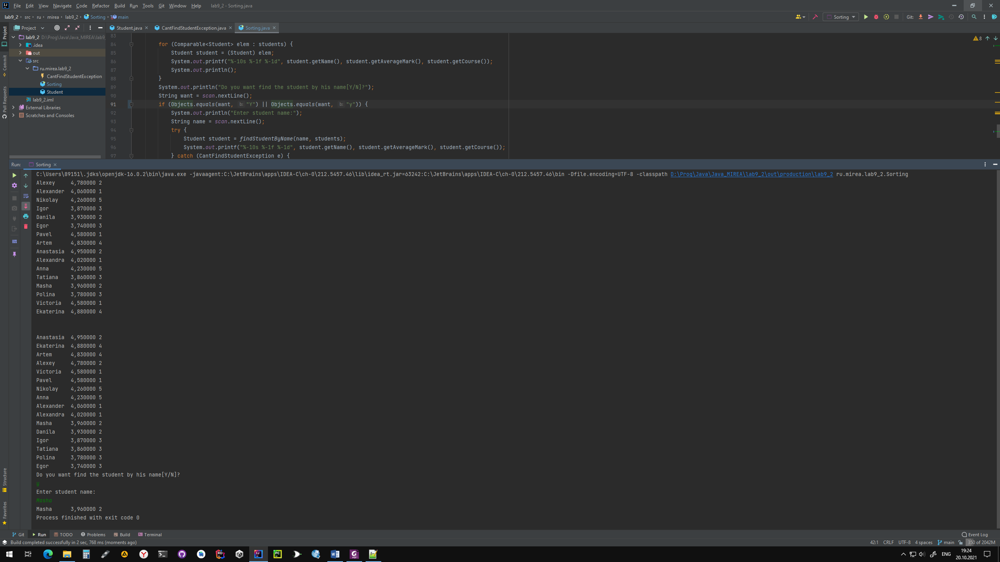 File Edit View Navigate Code Refactor Build Run Tools Git Window Help lab9_2 - Sorting.java
lab9_2 src ru mirea lab9_2 Sorting main
Sorting Git:
Project Student.java CantFindStudentException.java Sorting.java
lab9_2 D:\Prog\Java\Java_MIREA\lab9_
.idea
out
src
ru.mirea.lab9_2
CantFindStudentException
Sorting
Student
lab9_2.iml
External Libraries
Scratches and Consoles
Project
Commit
Pull Requests
Structure
Favorites
8
83
84 for (Comparable<Student> elem : students) {
85 Student student = (Student) elem;
86 System.out.printf("%-10s %-1f %-1d", student.getName(), student.getAverageMark(), student.getCourse());
87 System.out.println();
88 }
89 System.out.println("Do you want find the student by his name[Y/N]?");
90 String want = scan.nextLine();
91 if (Objects.equals(want, b: "Y") || Objects.equals(want, b: "y")) {
92 System.out.println("Enter student name:");
93 String name = scan.nextLine();
94 try {
95 Student student = findStudentByName(name, students);
96 System.out.printf("%-10s %-1f %-1d", student.getName(), student.getAverageMark(), student.getCourse());
97 } catch (CantFindStudentException e) {
Run: Sorting
C:\Users\89151\.jdks\openjdk-16.0.2\bin\java.exe -javaagent:C:\JetBrains\apps\IDEA-C\ch-0\212.5457.46\lib\idea_rt.jar=63242:C:\JetBrains\apps\IDEA-C\ch-0\212.5457.46\bin -Dfile.encoding=UTF-8 -classpath D:\Prog\Java\Java_MIREA\lab9_2\out\production\lab9_2 ru.mirea.lab9_2.Sorting
Alexey 4,780000 2
Alexander 4,060000 1
Nikolay 4,260000 5
Igor 3,870000 3
Danila 3,930000 2
Egor 3,740000 3
Pavel 4,580000 1
Artem 4,830000 4
Anastasia 4,950000 2
Alexandra 4,020000 1
Anna 4,230000 5
Tatiana 3,860000 3
Masha 3,960000 2
Polina 3,780000 3
Victoria 4,580000 1
Ekaterina 4,880000 4
Anastasia 4,950000 2
Ekaterina 4,880000 4
Artem 4,830000 4
Alexey 4,780000 2
Victoria 4,580000 1
Pavel 4,580000 1
Nikolay 4,260000 5
Anna 4,230000 5
Alexander 4,060000 1
Alexandra 4,020000 1
Masha 3,960000 2
Danila 3,930000 2
Igor 3,870000 3
Tatiana 3,860000 3
Polina 3,780000 3
Egor 3,740000 3
Do you want find the student by his name[Y/N]?
y
Enter student name:
Masha
Masha 3,960000 2
Process finished with exit code 0
Git Run TODO Problems Build Terminal Event Log
Build completed successfully in 2 sec, 768 ms (moments ago) 42:1 CRLF UTF-8 4 spaces main 350 of 2042M
ENG 19:24
20.10.2021